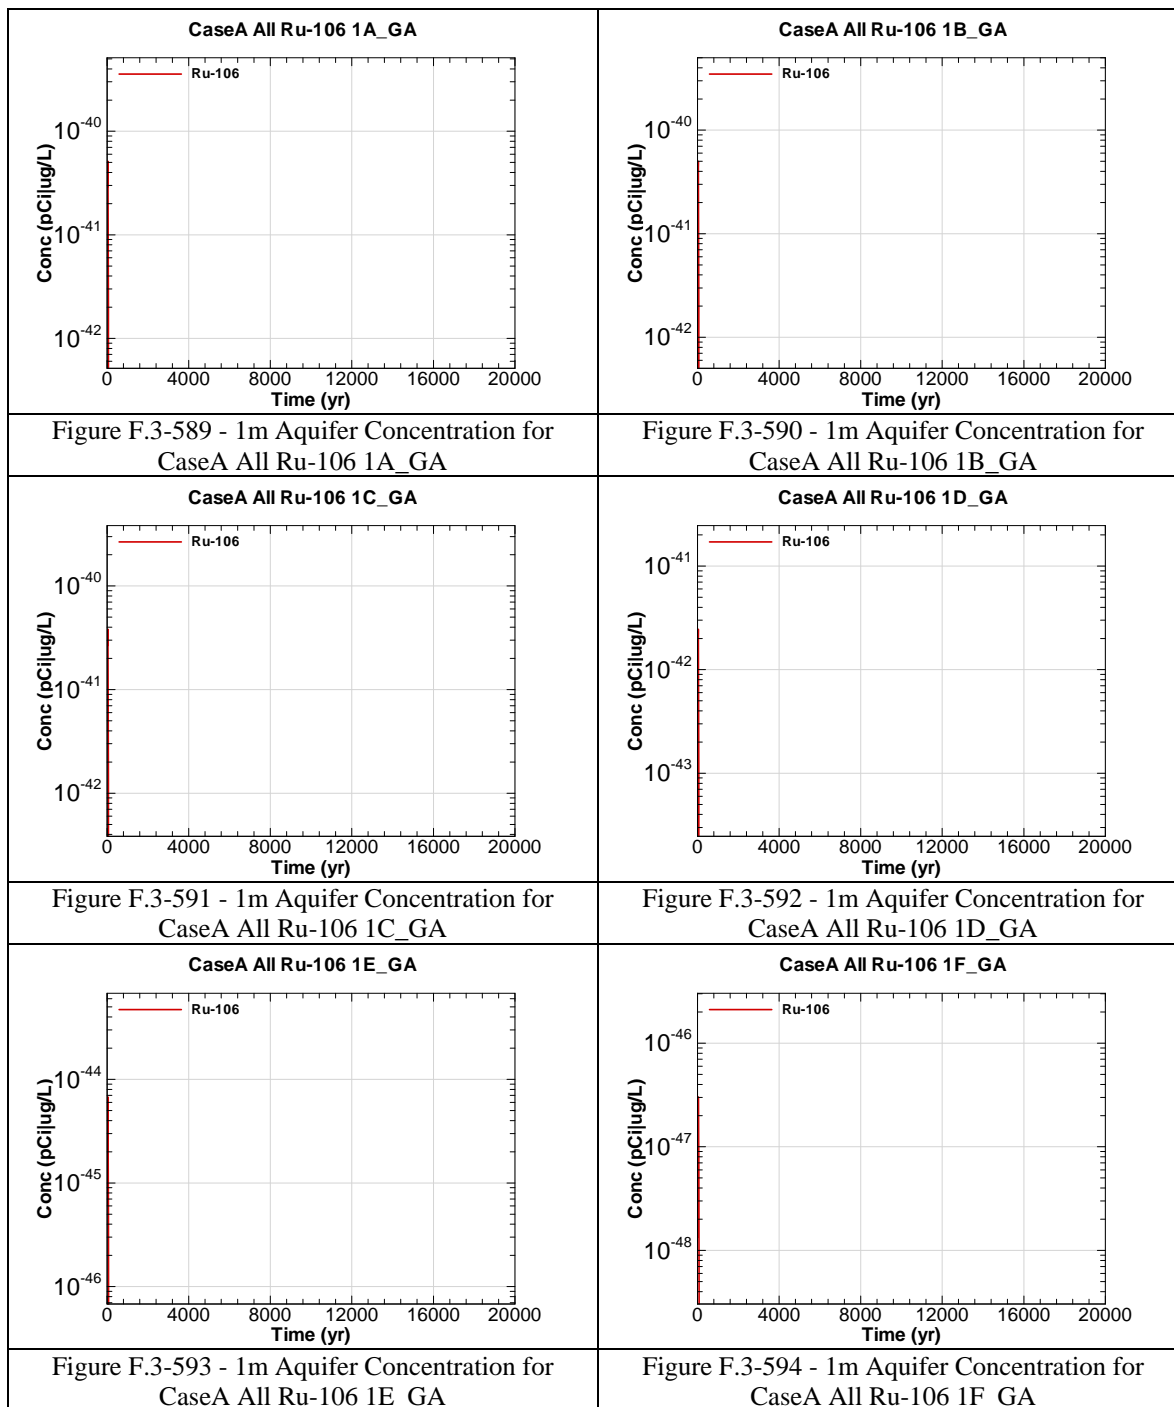 CaseA All Ru-106 1A_GA
Ru-106
Conc (pCi|ug/L)
10-40
10-41
10-42
0 4000 8000 12000 16000 20000
Time (yr)
Figure F.3-589 - 1m Aquifer Concentration for
CaseA All Ru-106 1A_GA
CaseA All Ru-106 1B_GA
Ru-106
Conc (pCi|ug/L)
10-40
10-41
10-42
0 4000 8000 12000 16000 20000
Time (yr)
Figure F.3-590 - 1m Aquifer Concentration for
CaseA All Ru-106 1B_GA
CaseA All Ru-106 1C_GA
Ru-106
Conc (pCi|ug/L)
10-40
10-41
10-42
0 4000 8000 12000 16000 20000
Time (yr)
Figure F.3-591 - 1m Aquifer Concentration for
CaseA All Ru-106 1C_GA
CaseA All Ru-106 1D_GA
Ru-106
Conc (pCi|ug/L)
10-41
10-42
10-43
0 4000 8000 12000 16000 20000
Time (yr)
Figure F.3-592 - 1m Aquifer Concentration for
CaseA All Ru-106 1D_GA
CaseA All Ru-106 1E_GA
Ru-106
Conc (pCi|ug/L)
10-44
10-45
10-46
0 4000 8000 12000 16000 20000
Time (yr)
Figure F.3-593 - 1m Aquifer Concentration for
CaseA All Ru-106 1E_GA
CaseA All Ru-106 1F_GA
Ru-106
Conc (pCi|ug/L)
10-46
10-47
10-48
0 4000 8000 12000 16000 20000
Time (yr)
Figure F.3-594 - 1m Aquifer Concentration for
CaseA All Ru-106 1F_GA